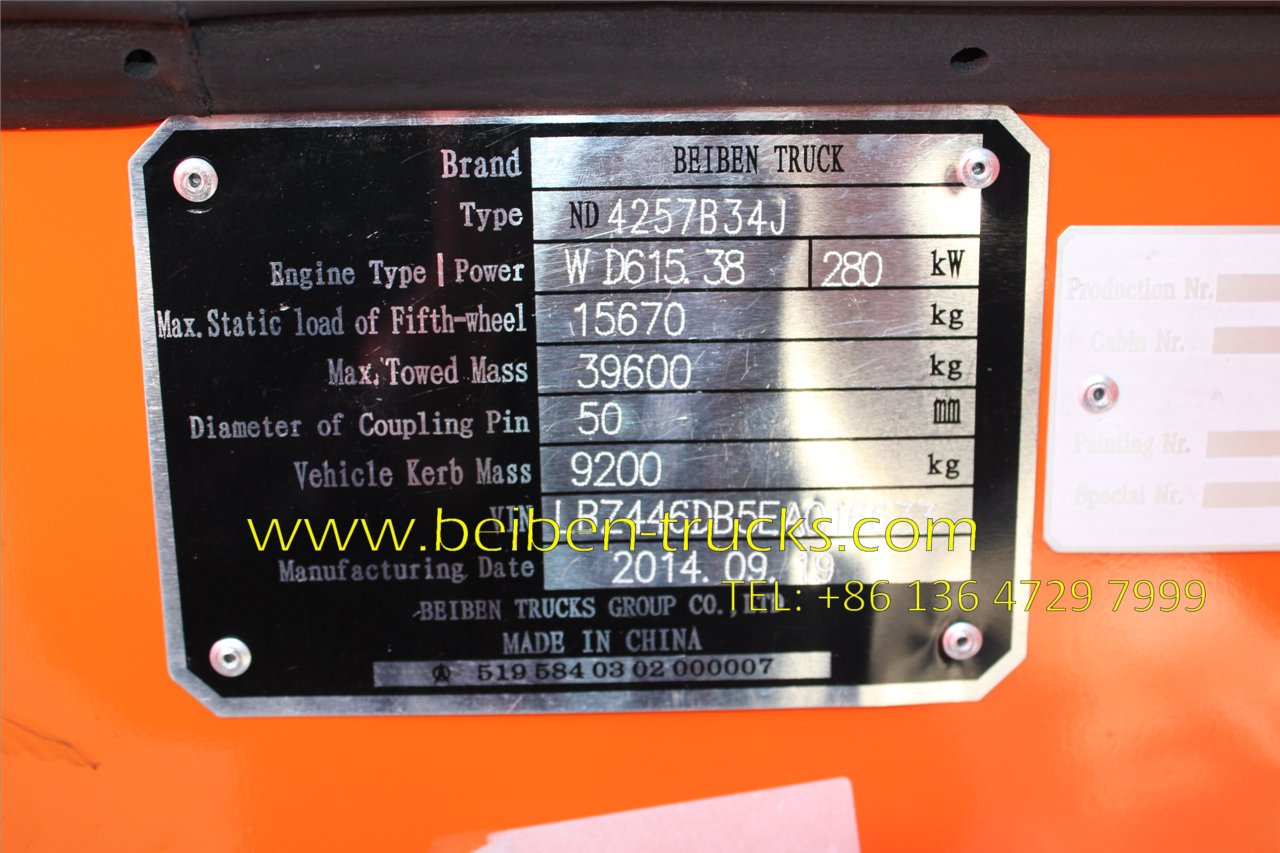 Brand BEIBEN TRUCK
Type ND 4257B34J
Engine Type | Power WD615.38 280 kW
Max. Static load of Fifth-wheel 15670 kg
Max. Towed Mass 39600 kg
Diameter of Coupling Pin 50 mm
Vehicle Kerb Mass 9200 kg
VIN
www.beiben-trucks.com
Manufacturing Date 2014.09.19
BEIBEN TRUCKS GROUP CO.,LTD
TEL: +86 136 4729 7999
MADE IN CHINA
519 584 03 02 000007
Production Nr.
Cabin Nr.
Painting Nr.
Special Nr.